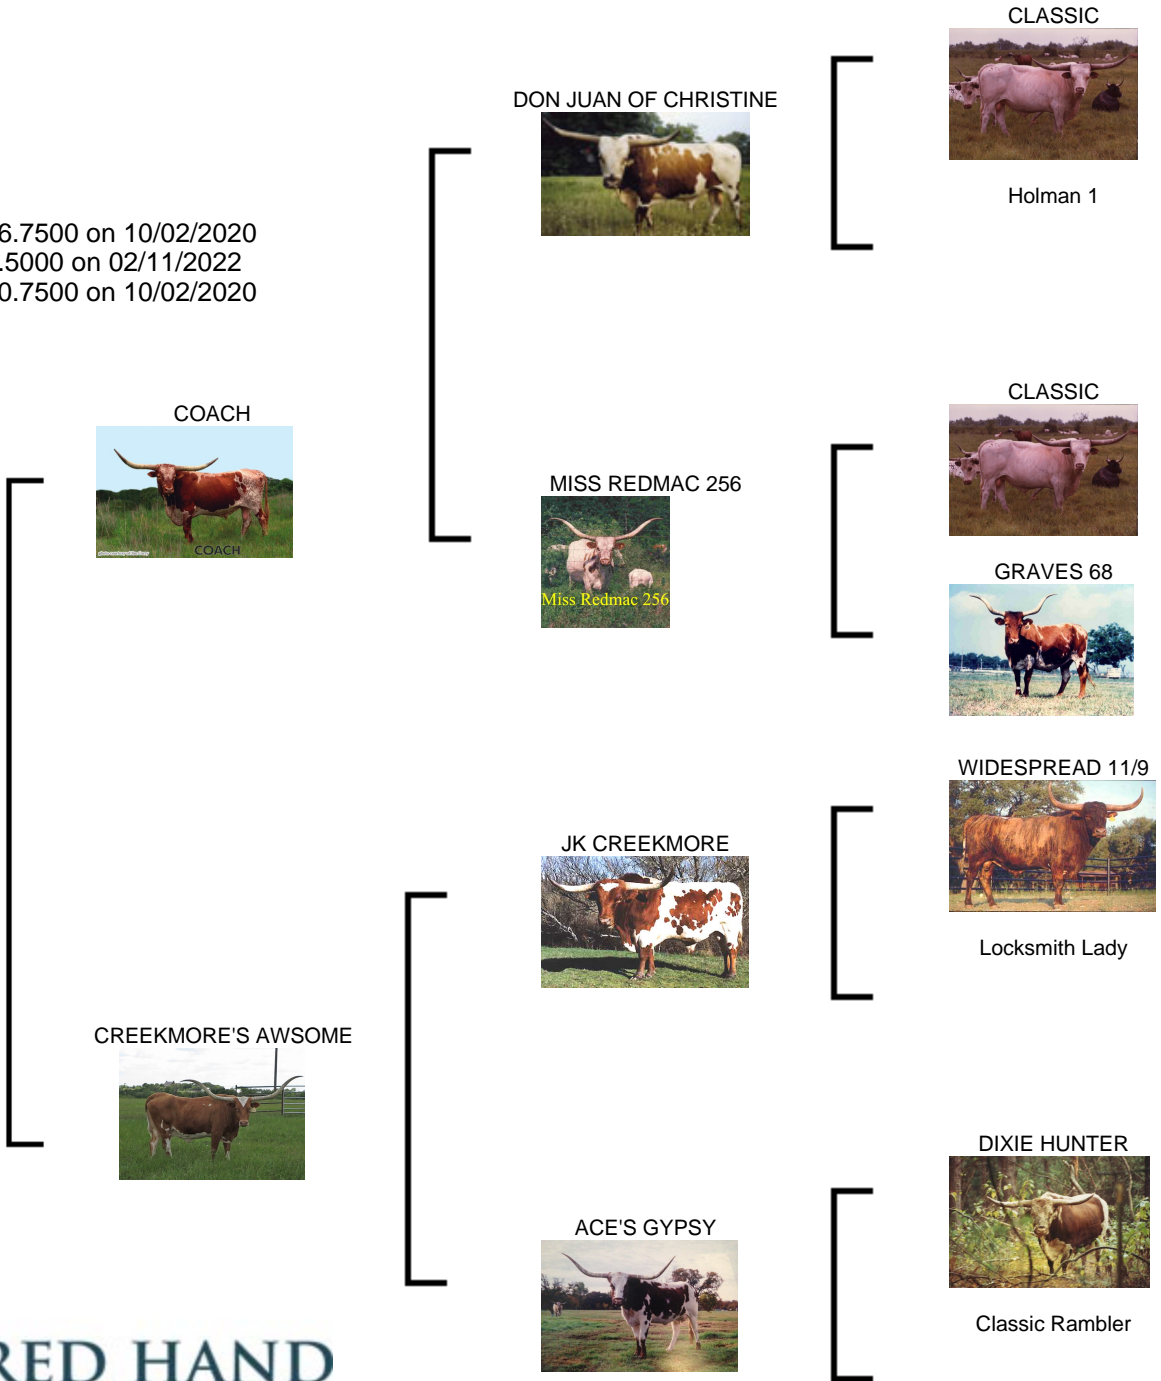 CLASSIC
DON JUAN OF CHRISTINE
Holman 1
6.7500 on 10/02/2020
.5000 on 02/11/2022
0.7500 on 10/02/2020
CLASSIC
COACH
COACH
MISS REDMAC 256
Miss Redmac 256
GRAVES 68
WIDESPREAD 11/9
JK CREEKMORE
Locksmith Lady
CREEKMORE'S AWSOME
DIXIE HUNTER
ACE'S GYPSY
Classic Rambler
RED HAND